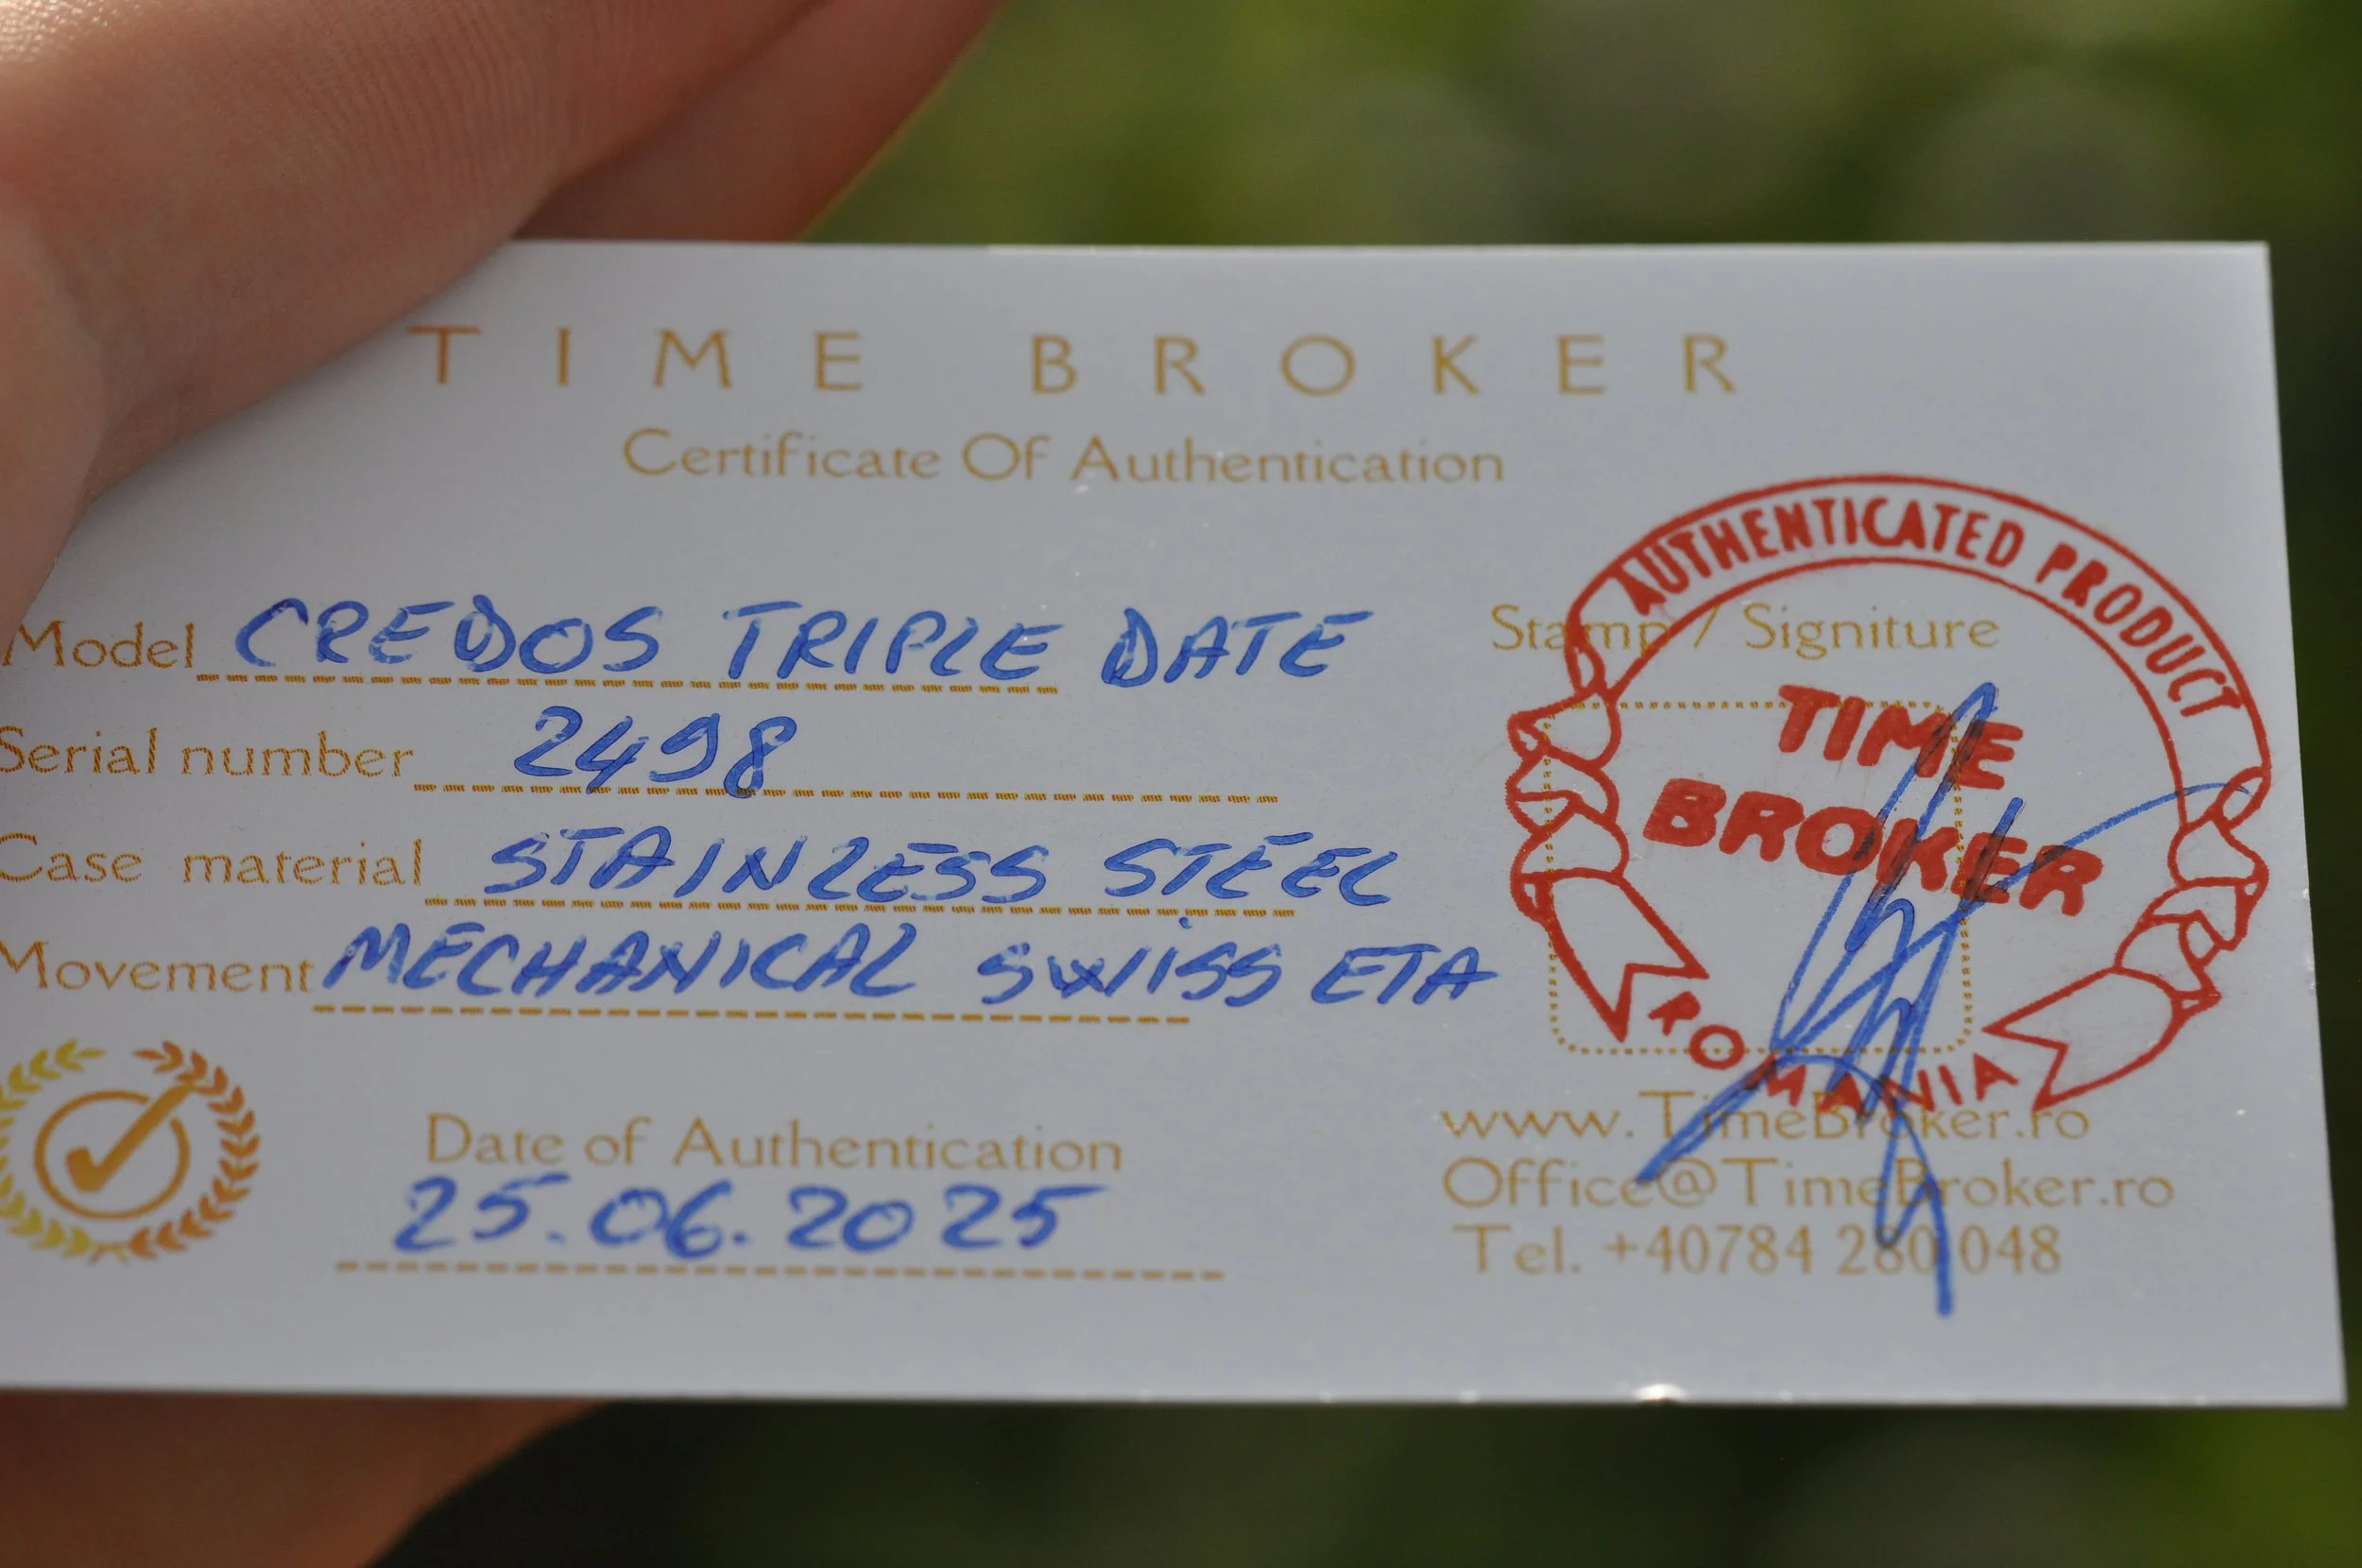 TIME BROKER
Certificate Of Authentication
Model CREDOS TRIPLE DATE
Serial number 2498
Case material STAINLESS STEEL
Movement MECHANICAL SWISS ETA
Date of Authentication
25.06.2025
Stamp / Signiture
AUTHENTICATED PRODUCT
TIME
BROKER
ROMANIA
www.TimeBroker.ro
Office@TimeBroker.ro
Tel. +40784 280 048